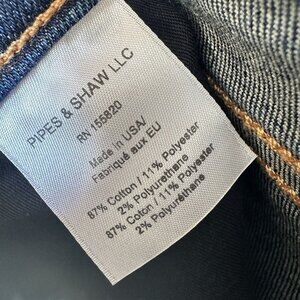 PIPES & SHAW LLC
RN 155820
Made in USA/
Fabriqué aux EU
87% Cotton / 11% Polyester
2% Polyurethane
87% Cotton / 11% Polyester
2% Polyuréthane